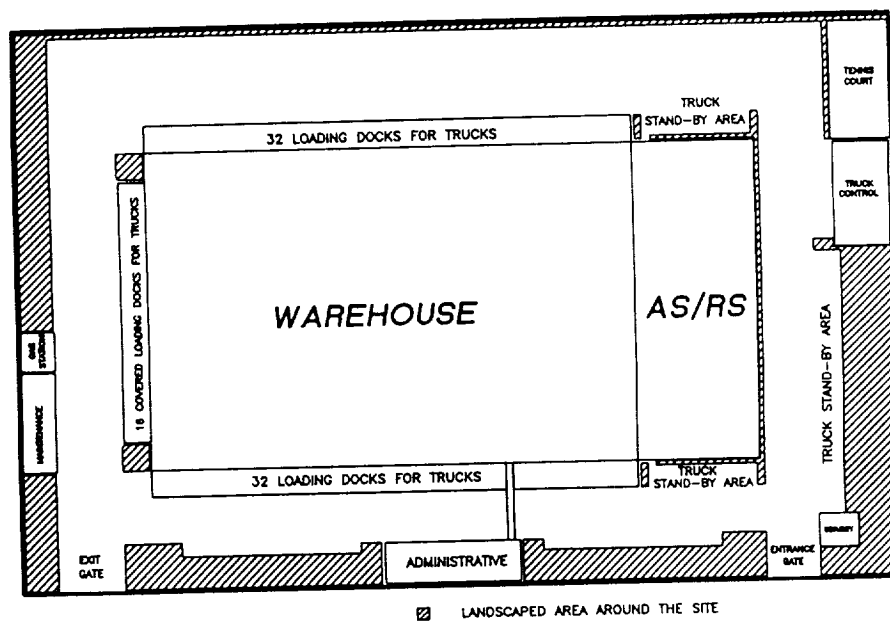 TENNIS
COURT
TRUCK
STAND-BY AREA
32 LOADING DOCKS FOR TRUCKS
TRUCK
CONTROL
16 COVERED LOADING DOCKS FOR TRUCKS
WAREHOUSE
AS/RS
TRUCK STAND-BY AREA
GAS
STATION
MAINTENANCE
32 LOADING DOCKS FOR TRUCKS
TRUCK
STAND-BY AREA
EXIT
GATE
ADMINISTRATIVE
ENTRANCE
GATE
LANDSCAPED AREA AROUND THE SITE